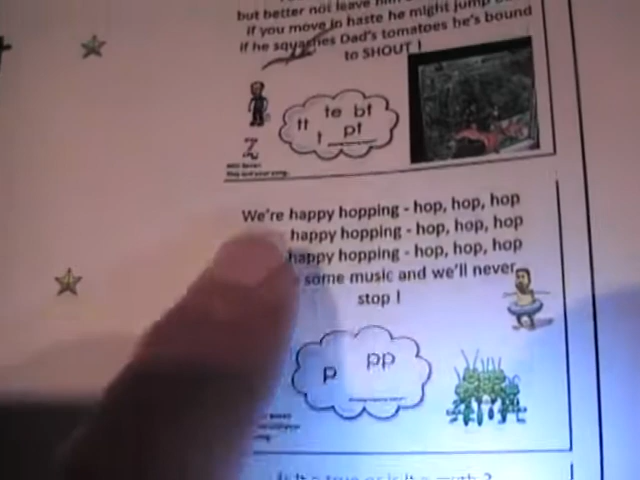 but better not leave him
if you move in haste he might jump
if he squashes Dad's tomatoes he's bound
to SHOUT !
te bt
tt
t pt
We're happy hopping - hop, hop, hop
happy hopping - hop, hop, hop
happy hopping - hop, hop, hop
some music and we'll never
stop !
p pp